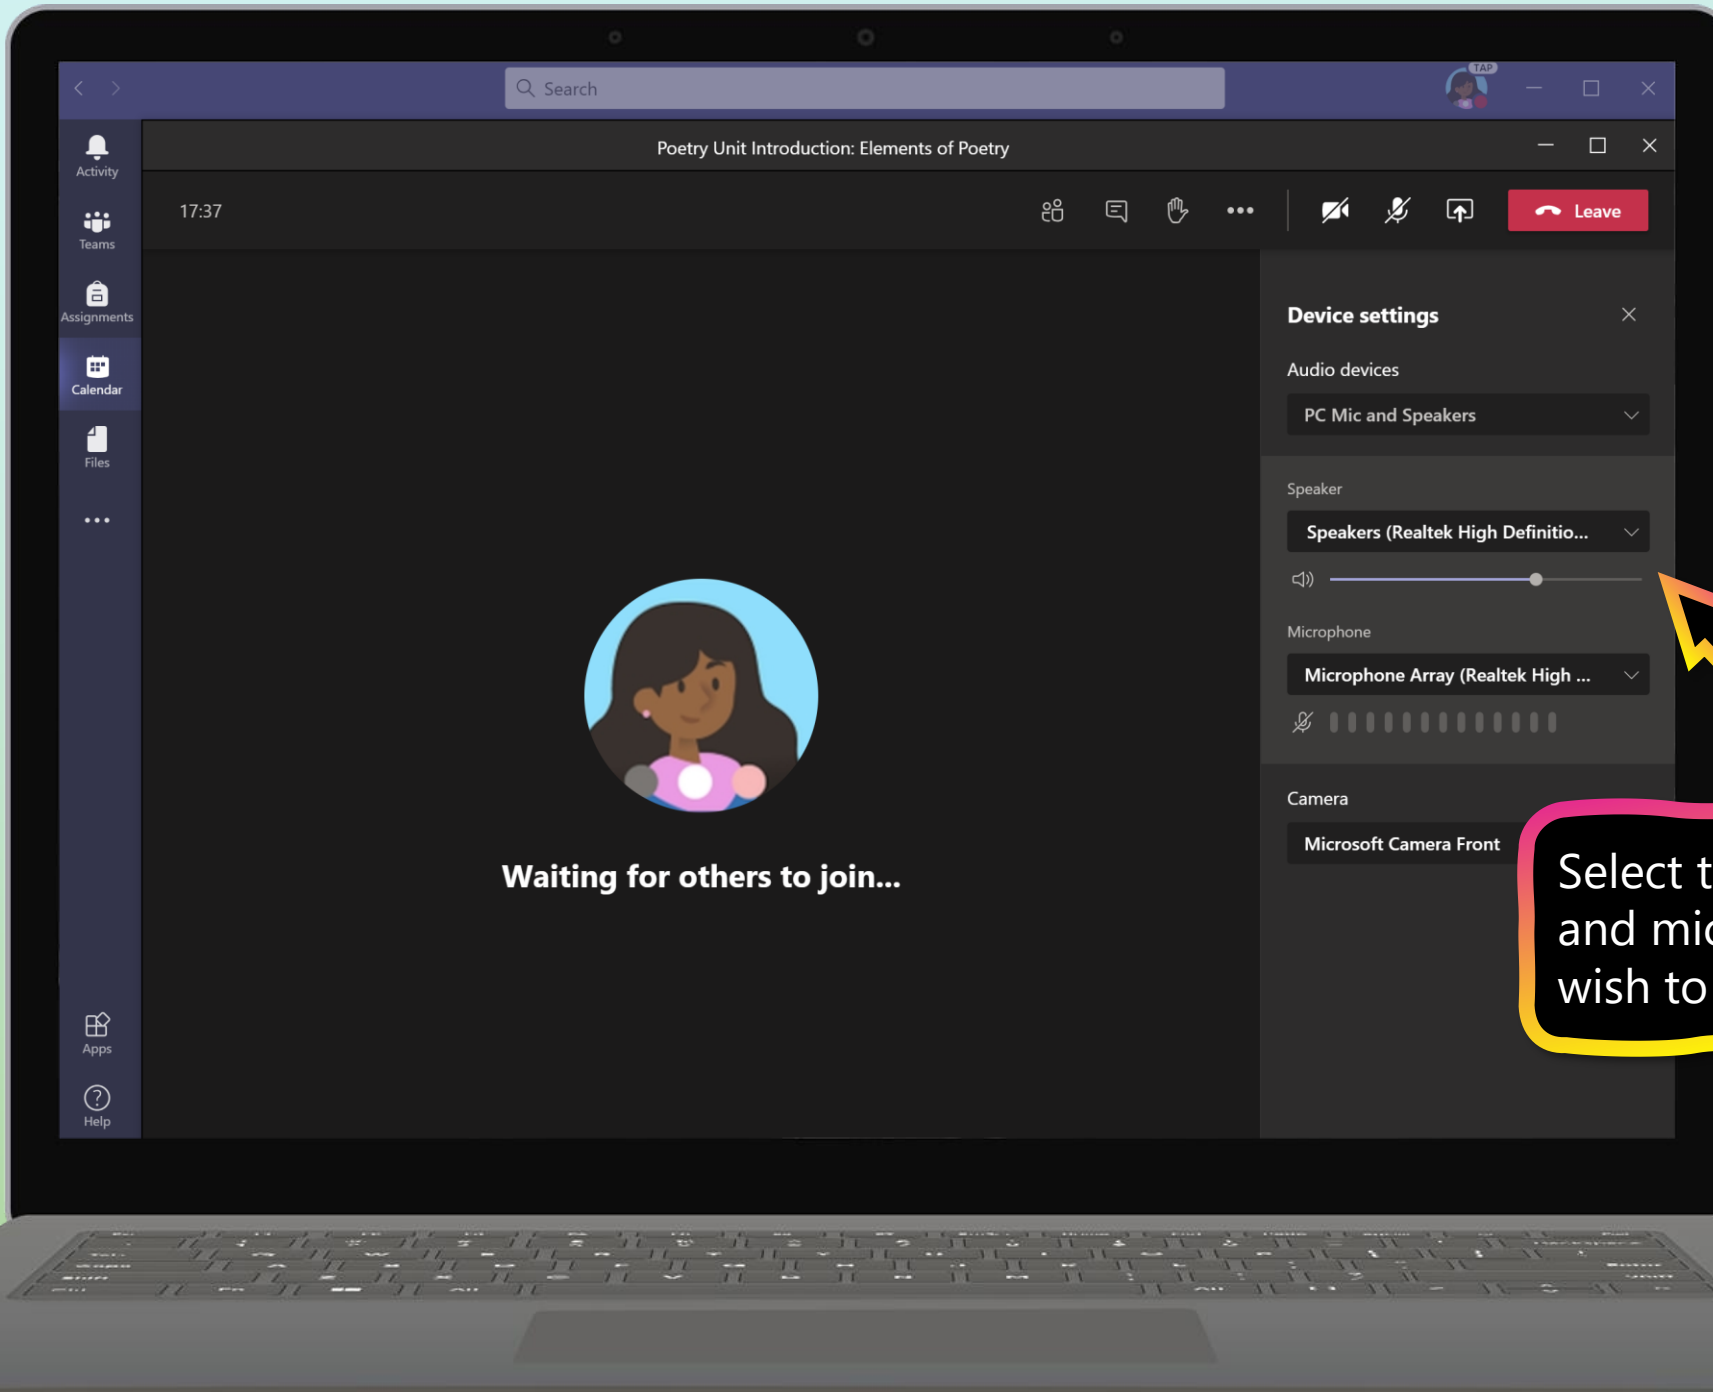 Search
TAP
Activity
Teams
Assignments
Calendar
Files
Apps
Help
Poetry Unit Introduction: Elements of Poetry
17:37
Leave
Device settings
Audio devices
PC Mic and Speakers
Speaker
Speakers (Realtek High Definitio...
Microphone
Microphone Array (Realtek High ...
Camera
Microsoft Camera Front
Waiting for others to join...
Select t
and mic
wish to